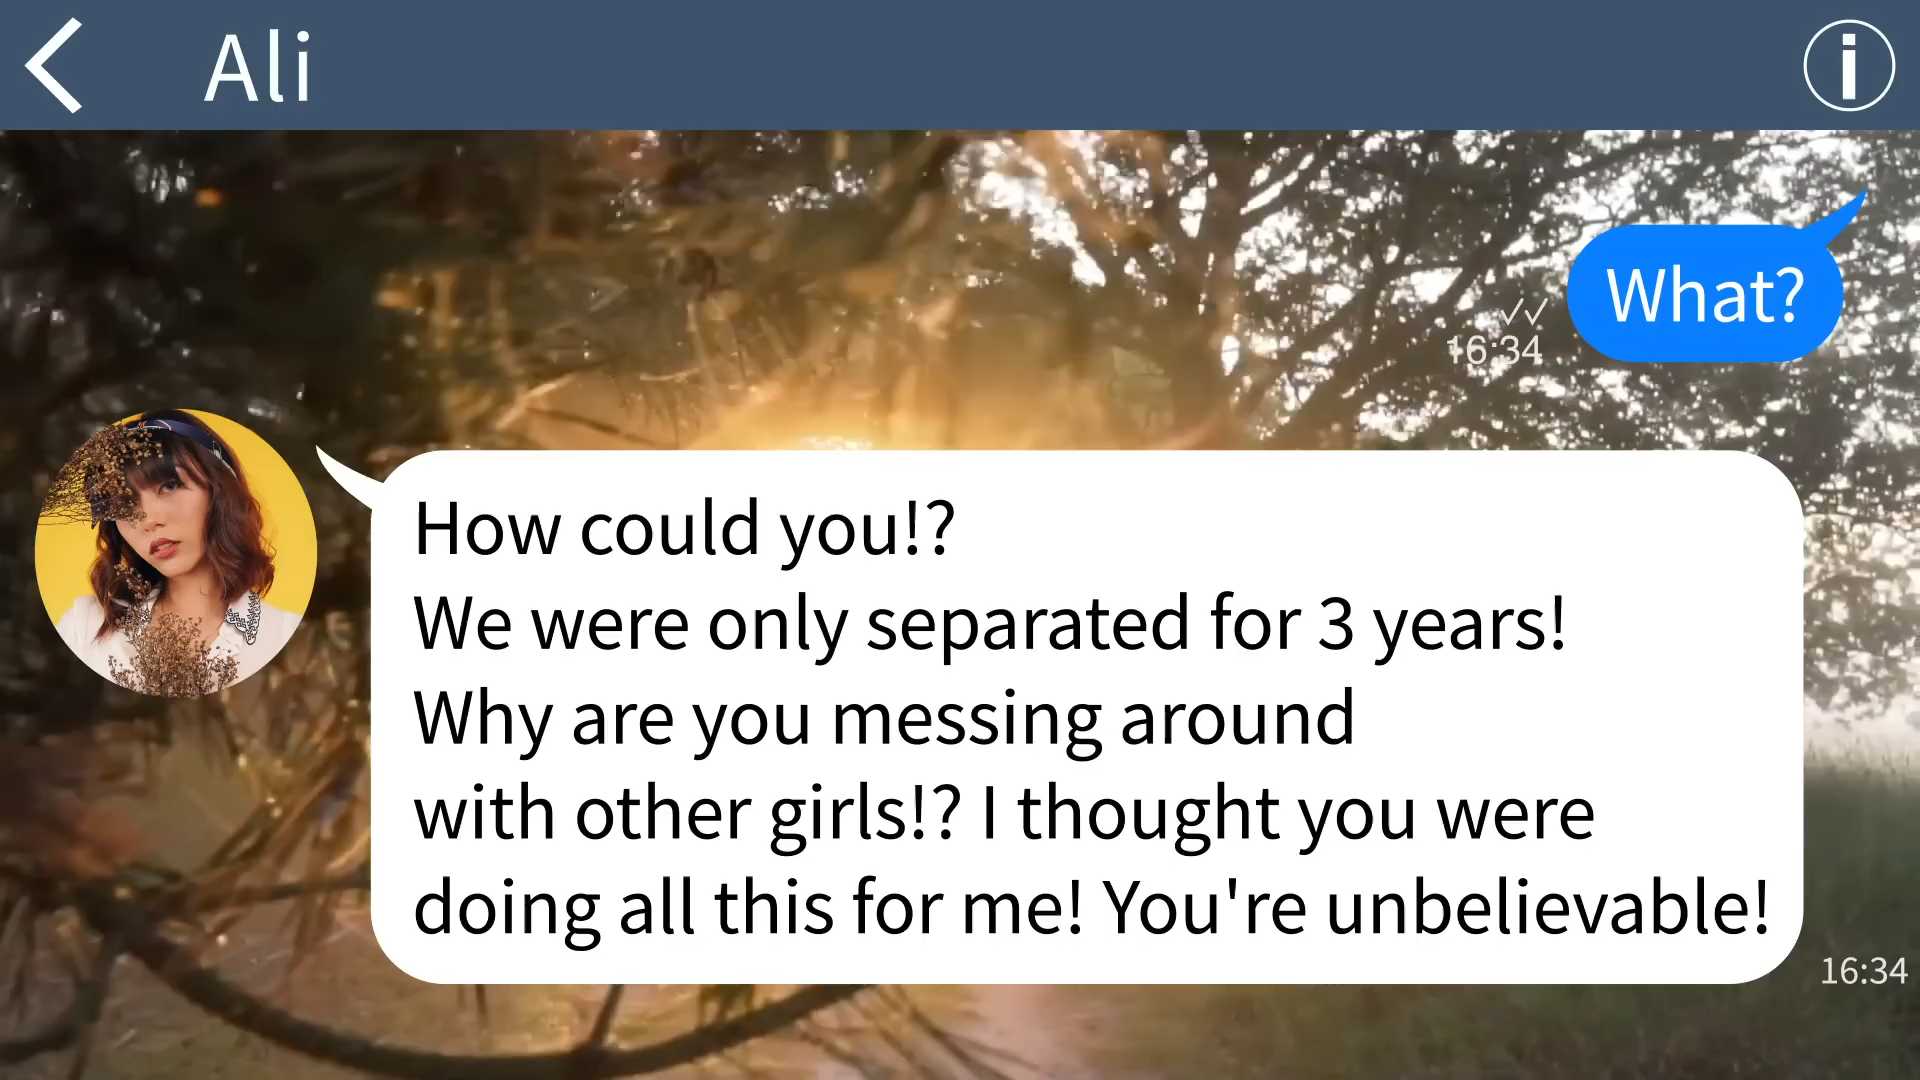 Ali
What?
16:34
How could you!?
We were only separated for 3 years!
Why are you messing around
with other girls!? I thought you were
doing all this for me! You're unbelievable!
16:34